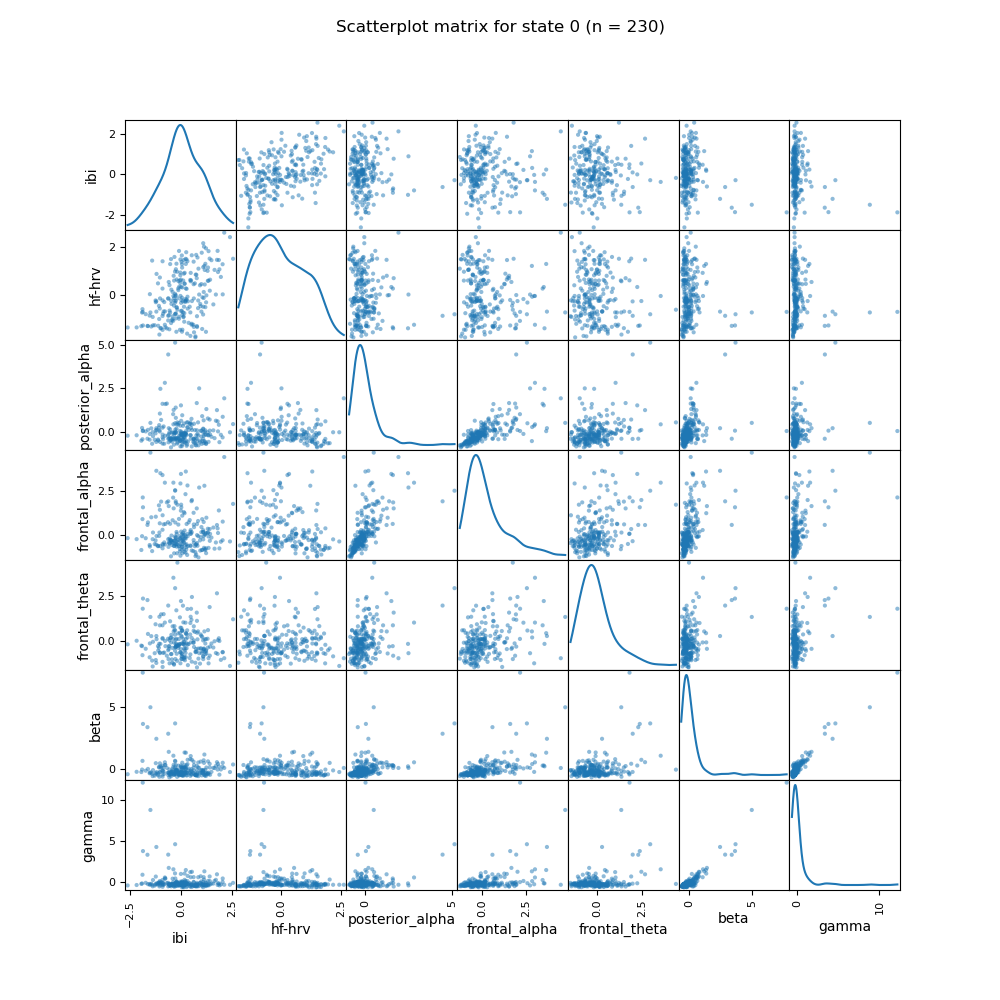 Scatterplot matrix for state 0 (n = 230)
ibi
2
0
-2
hf-hrv
2
0
posterior_alpha
5.0
2.5
0.0
frontal_alpha
2.5
0.0
frontal_theta
2.5
0.0
beta
5
0
gamma
10
5
0
−2.5
0.0
2.5
0.0
2.5
0
5
0.0
2.5
0.0
2.5
0
5
0
10
ibi
hf-hrv
posterior_alpha
frontal_alpha
frontal_theta
beta
gamma